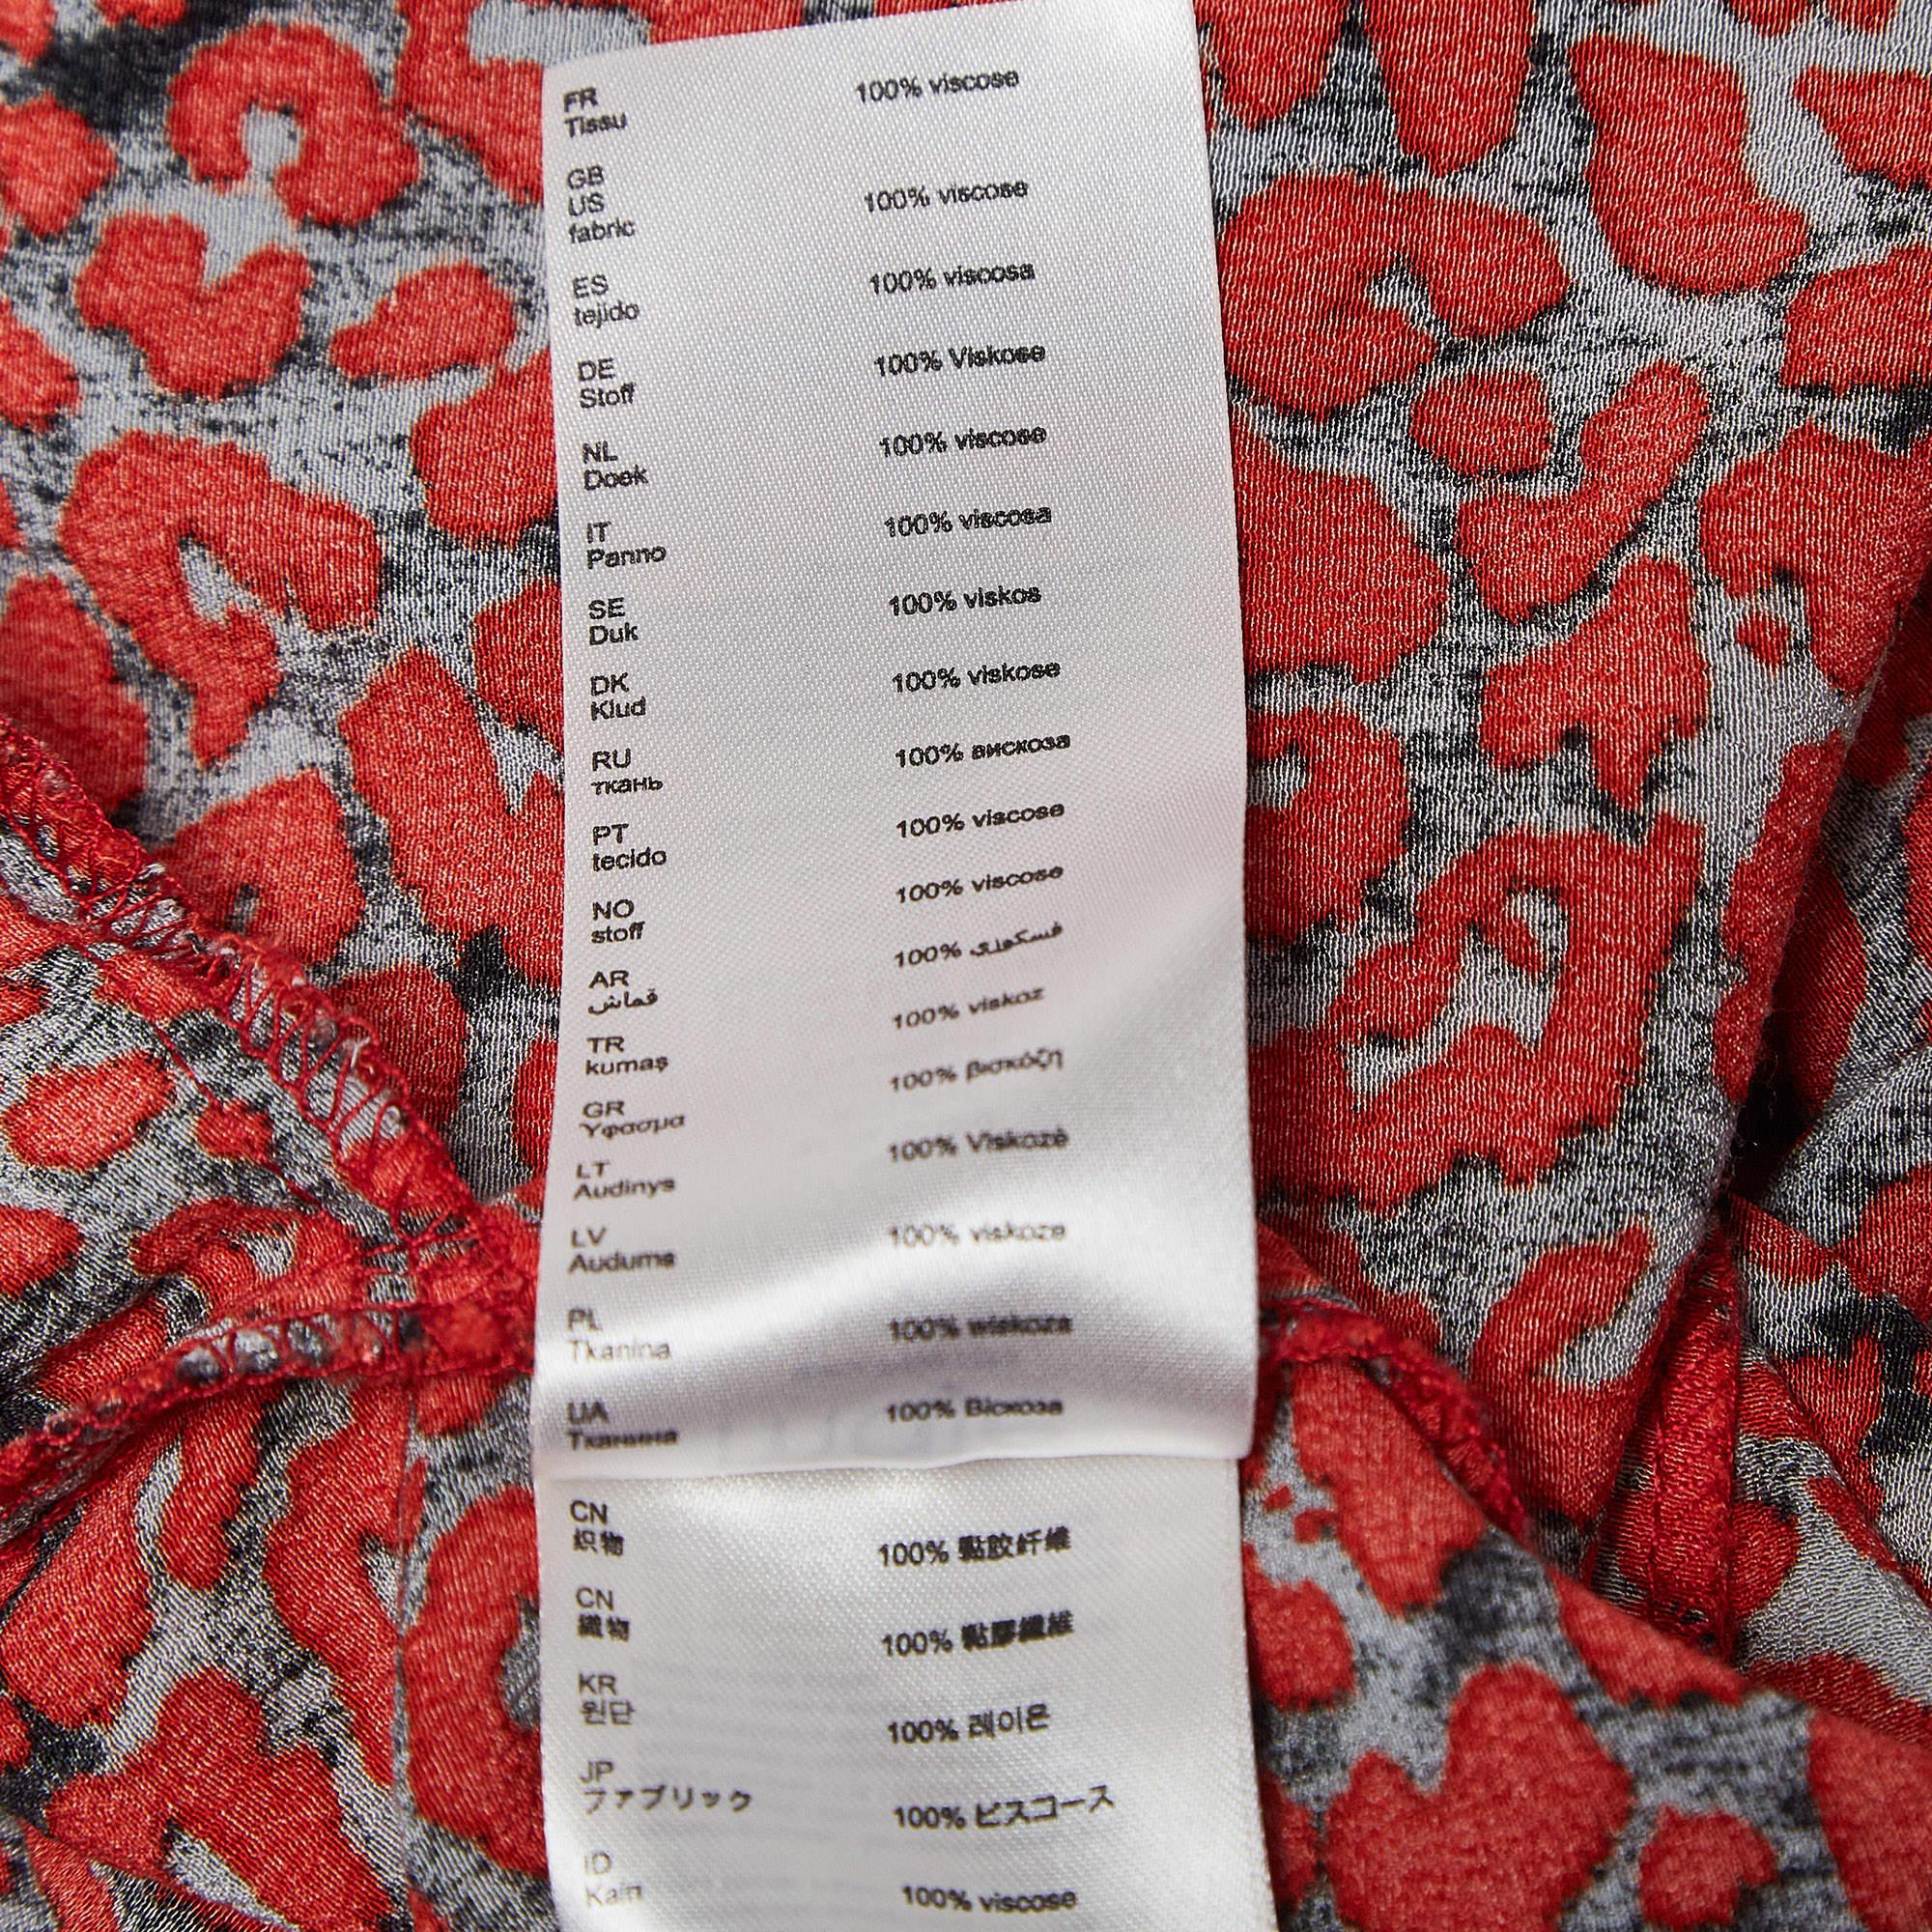 FR 100% viscose
Tissu
GB
US 100% viscose
fabric
ES 100% viscosa
tejido
DE 100% Viskose
Stoff
NL 100% viscose
Doek
IT 100% viscosa
Panno
SE 100% viskos
Duk
DK 100% viskose
Klud
RU 100% вискоза
ткань
PT 100% viscose
tecido
NO 100% viscose
stoff
AR 100% فسكوزي
قماش
TR 100% viskoz
kumaş
GR 100% βισκόζη
Υφασμα
LT 100% Viskozė
Audinys
LV 100% viskoze
Audums
PL 100% wiskoza
Tkanina
UA 100% Віскоза
Тканина
CN 100% 黏胶纤维
织物
CN 100% 黏膠纖維
織物
KR 100% 레이온
원단
JP 100% ビスコース
ファブリック
ID 100% viscose
Kain